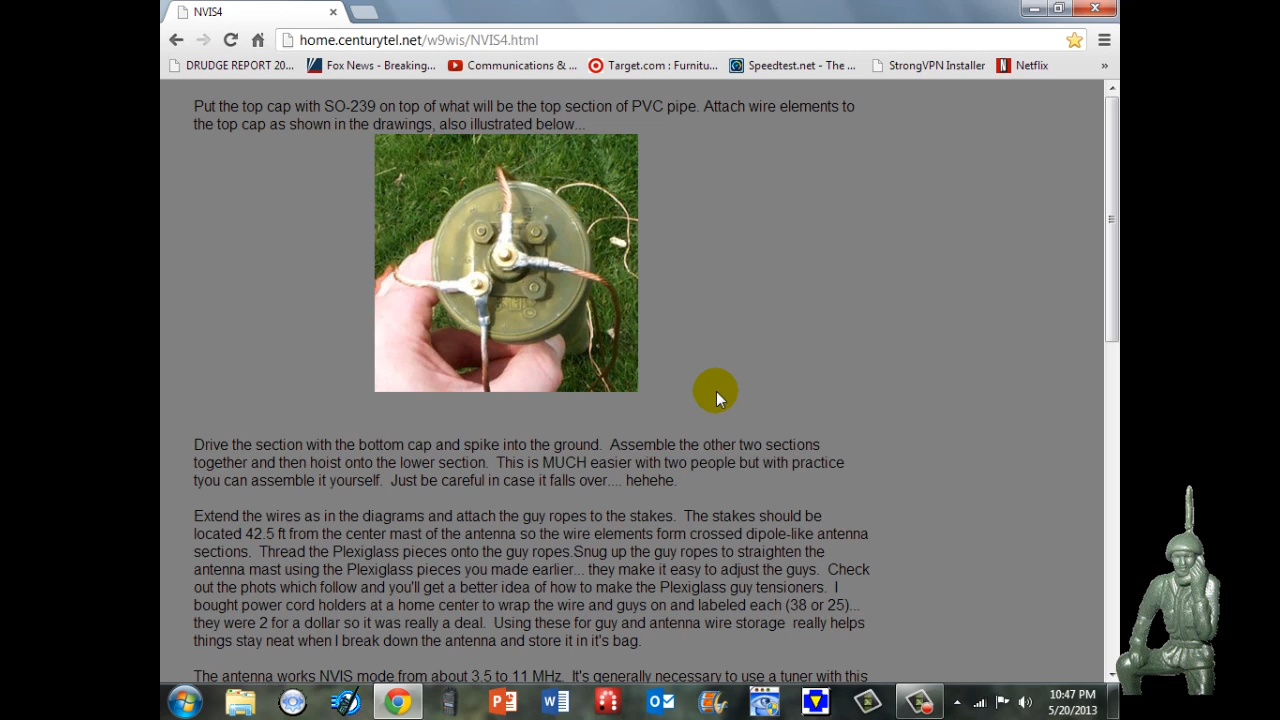 NVIS4
home.centurytel.net/w9wis/NVIS4.html
DRUDGE REPORT 20...
Fox News - Breaking...
Communications & ...
Target.com : Furnitu...
Speedtest.net - The ...
StrongVPN Installer
Netflix
Put the top cap with SO-239 on top of what will be the top section of PVC pipe. Attach wire elements to
the top cap as shown in the drawings, also illustrated below...
Drive the section with the bottom cap and spike into the ground. Assemble the other two sections
together and then hoist onto the lower section. This is MUCH easier with two people but with practice
tyou can assemble it yourself. Just be careful in case it falls over.... hehehe.
Extend the wires as in the diagrams and attach the guy ropes to the stakes. The stakes should be
located 42.5 ft from the center mast of the antenna so the wire elements form crossed dipole-like antenna
sections. Thread the Plexiglass pieces onto the guy ropes.Snug up the guy ropes to straighten the
antenna mast using the Plexiglass pieces you made earlier... they make it easy to adjust the guys. Check
out the phots which follow and you'll get a better idea of how to make the Plexiglass guy tensioners. I
bought power cord holders at a home center to wrap the wire and guys on and labeled each (38 or 25)...
they were 2 for a dollar so it was really a deal. Using these for guy and antenna wire storage really helps
things stay neat when I break down the antenna and store it in it's bag.
The antenna works NVIS mode from about 3.5 to 11 MHz. It's generally necessary to use a tuner with this
10:47 PM
5/20/2013